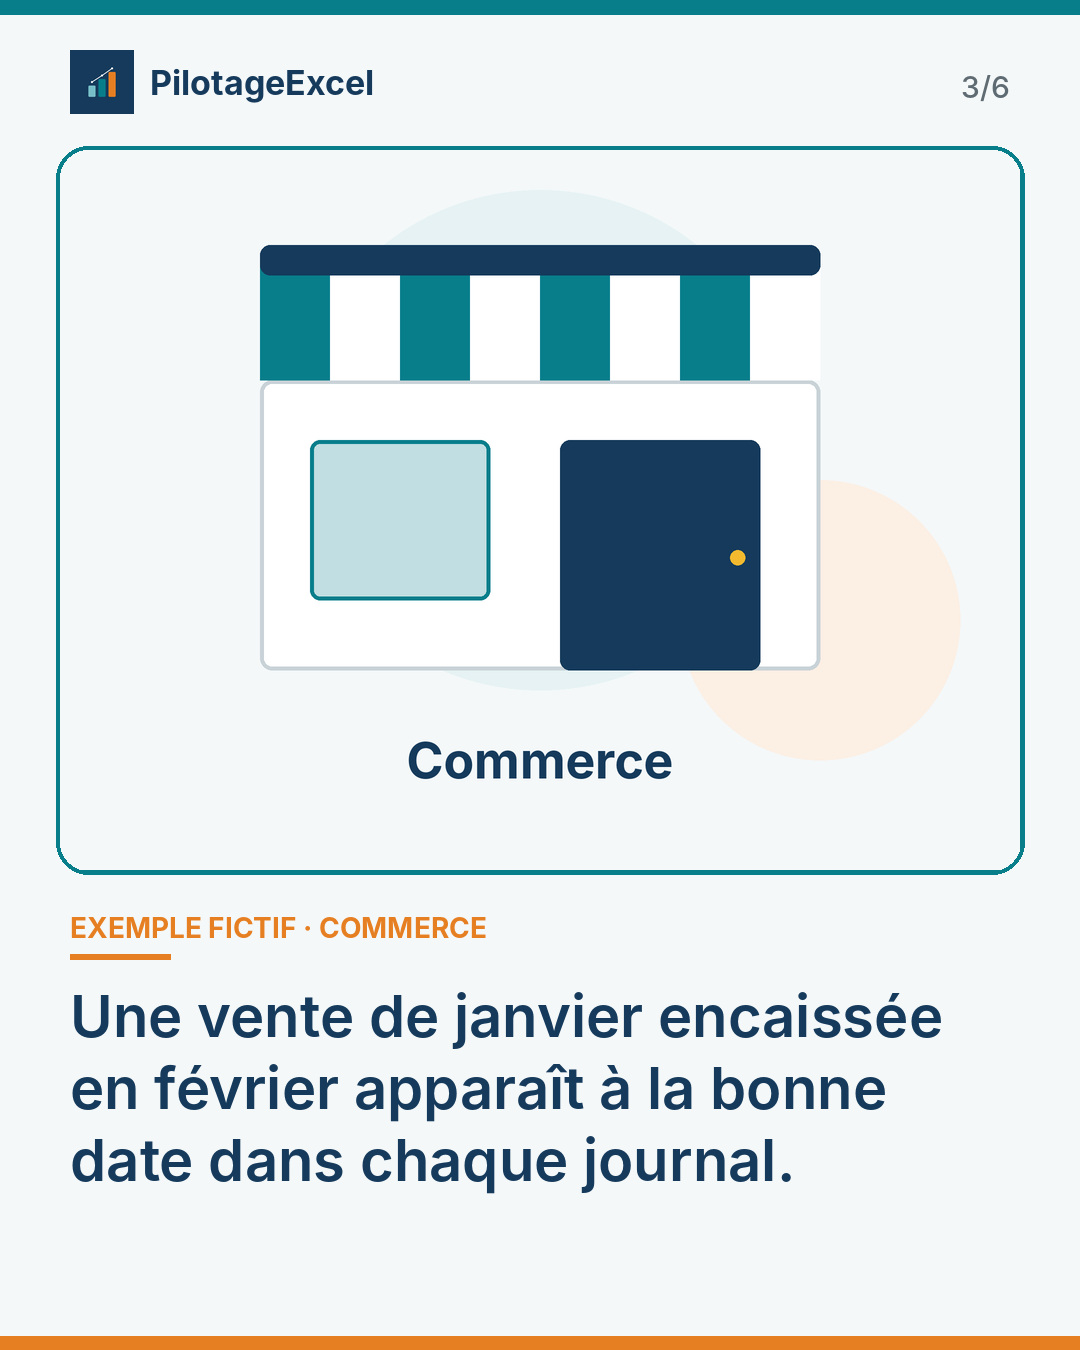 PilotageExcel
3/6
Commerce
EXEMPLE FICTIF · COMMERCE
Une vente de janvier encaissée
en février apparaît à la bonne
date dans chaque journal.